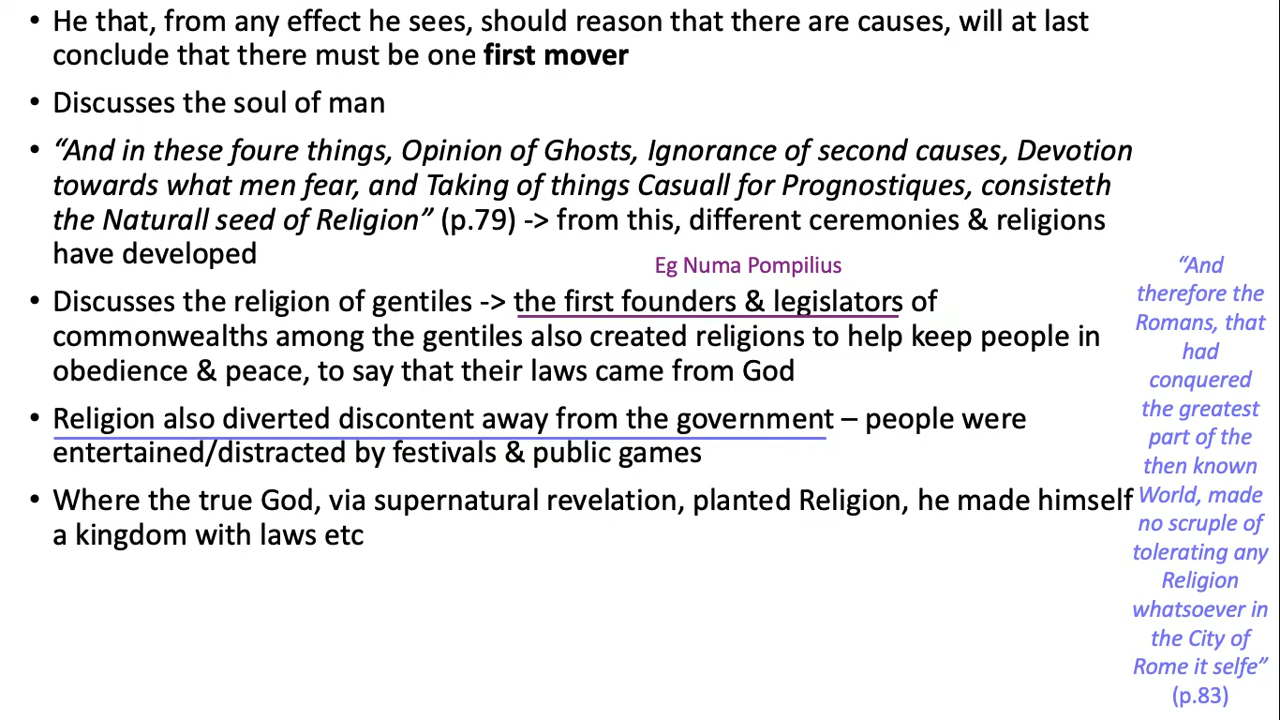 • He that, from any effect he sees, should reason that there are causes, will at last
conclude that there must be one first mover
• Discusses the soul of man
• “And in these foure things, Opinion of Ghosts, Ignorance of second causes, Devotion
towards what men fear, and Taking of things Casuall for Prognostiques, consisteth
the Naturall seed of Religion” (p.79) -> from this, different ceremonies & religions
have developed
Eg Numa Pompilius
• Discusses the religion of gentiles -> the first founders & legislators of
commonwealths among the gentiles also created religions to help keep people in
obedience & peace, to say that their laws came from God
• Religion also diverted discontent away from the government – people were
entertained/distracted by festivals & public games
• Where the true God, via supernatural revelation, planted Religion, he made himself
a kingdom with laws etc
“And
therefore the
Romans, that
had
conquered
the greatest
part of the
then known
World, made
no scruple of
tolerating any
Religion
whatsoever in
the City of
Rome it selfe”
(p.83)